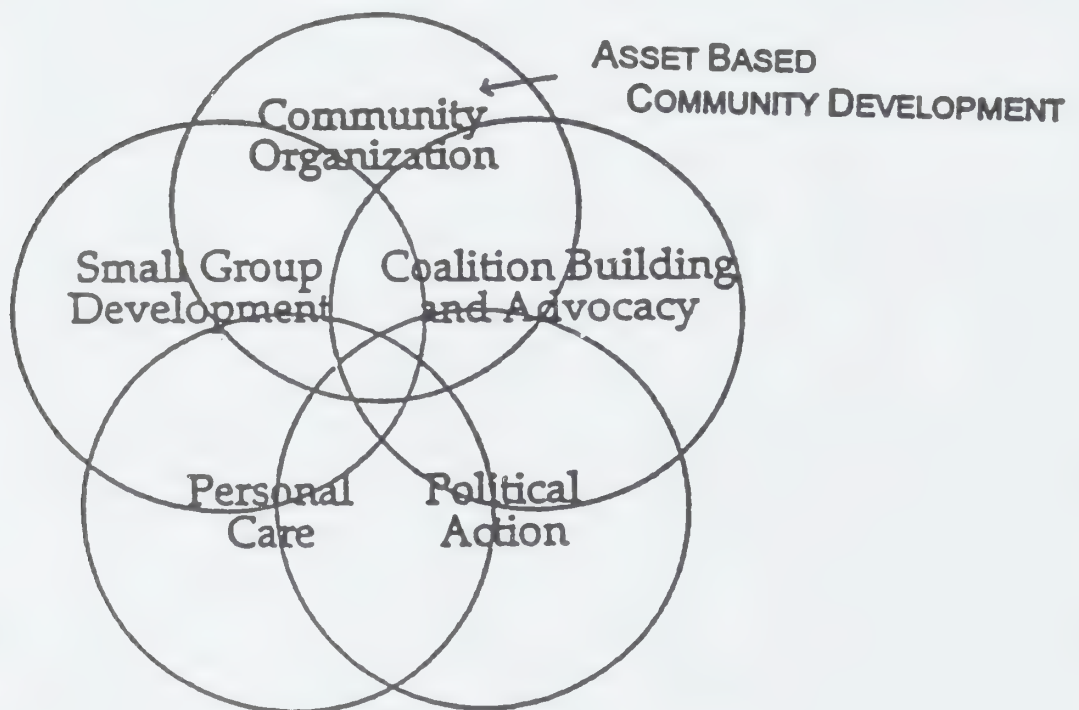 ASSET BASED
COMMUNITY DEVELOPMENT
Community
Organization
Small Group
Development
Coalition Building
and Advocacy
Personal
Care
Political
Action